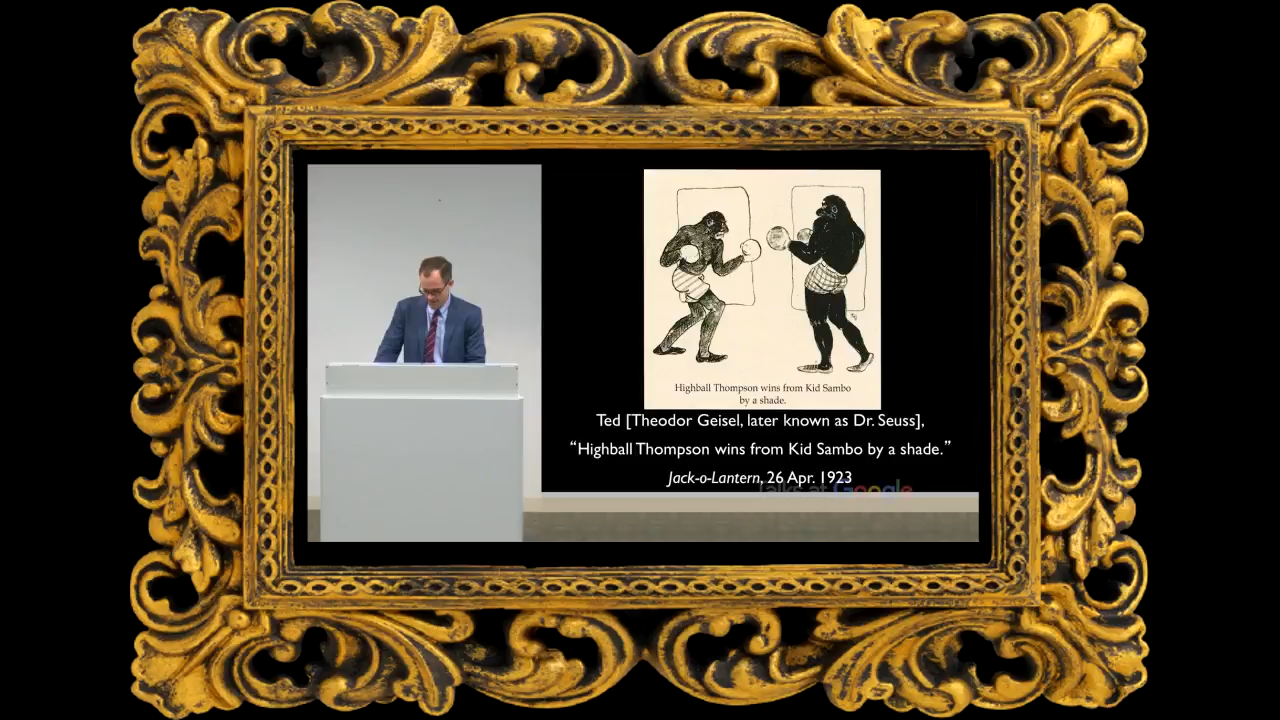 Highball Thompson wins from Kid Sambo
by a shade.
Ted [Theodor Geisel, later known as Dr. Seuss],
“Highball Thompson wins from Kid Sambo by a shade.”
Jack-o-Lantern, 26 Apr. 1923
Talks at Google